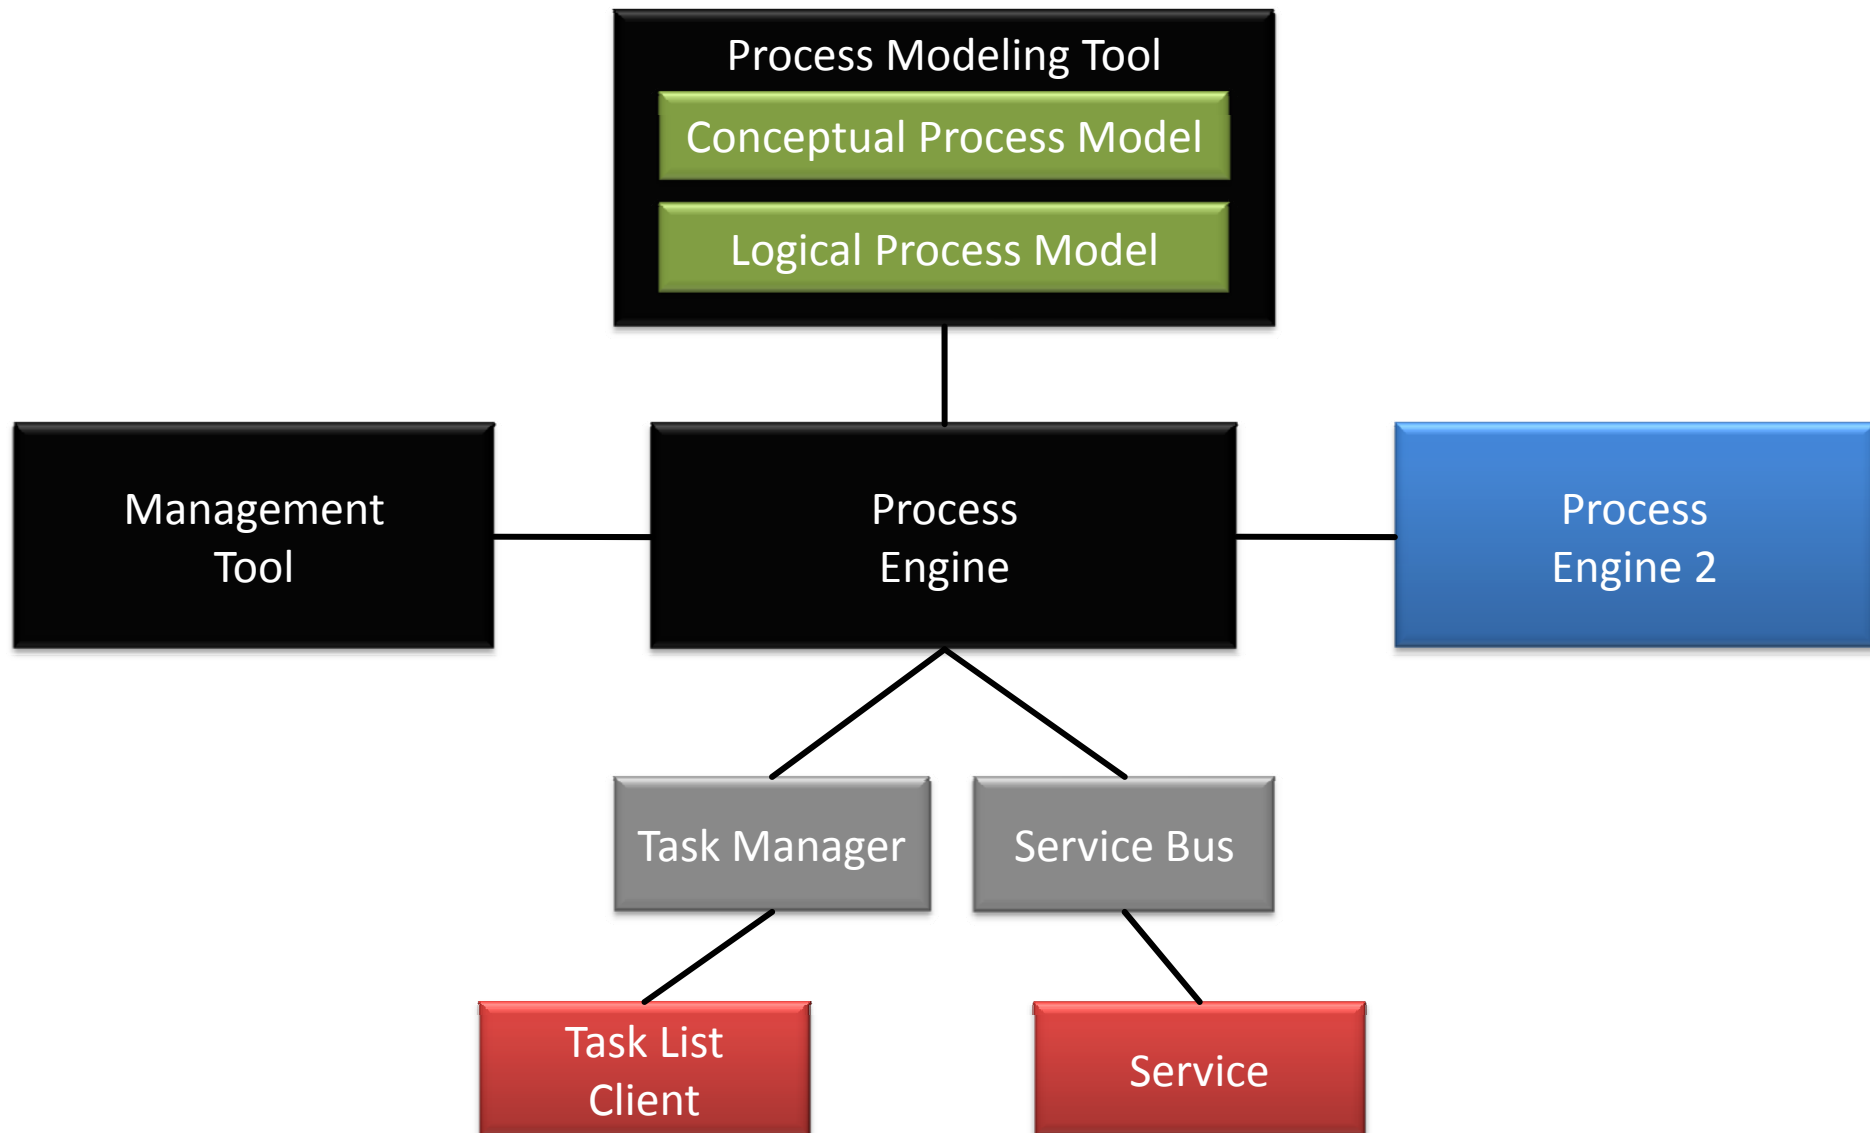 Process Modeling Tool
Conceptual Process Model
Logical Process Model
Management
Tool
Process
Engine
Process
Engine 2
Task Manager
Service Bus
Task List
Client
Service